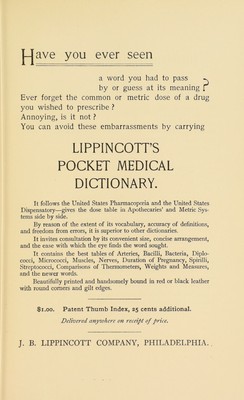 Have you ever seen
a word you had to pass
by or guess at its meaning ?
Ever forget the common or metric dose of a drug
you wished to prescribe ?
Annoying, is it not ?
You can avoid these embarrassments by carrying
LIPPINCOTT'S
POCKET MEDICAL
DICTIONARY.
It follows the United States Pharmacopœia and the United States
Dispensatory—gives the dose table in Apothecaries' and Metric Sys-
tems side by side.
By reason of the extent of its vocabulary, accuracy of definitions,
and freedom from errors, it is superior to other dictionaries.
It invites consultation by its convenient size, concise arrangement,
and the ease with which the eye finds the word sought.
It contains the best tables of Arteries, Bacilli, Bacteria, Diplo-
cocci, Micrococci, Muscles, Nerves, Duration of Pregnancy, Spirilli,
Streptococci, Comparisons of Thermometers, Weights and Measures,
and the newer words.
Beautifully printed and handsomely bound in red or black leather
with round corners and gilt edges.
$1.00. Patent Thumb Index, 25 cents additional.
Delivered anywhere on receipt of price.
J. B. LIPPINCOTT COMPANY, PHILADELPHIA.